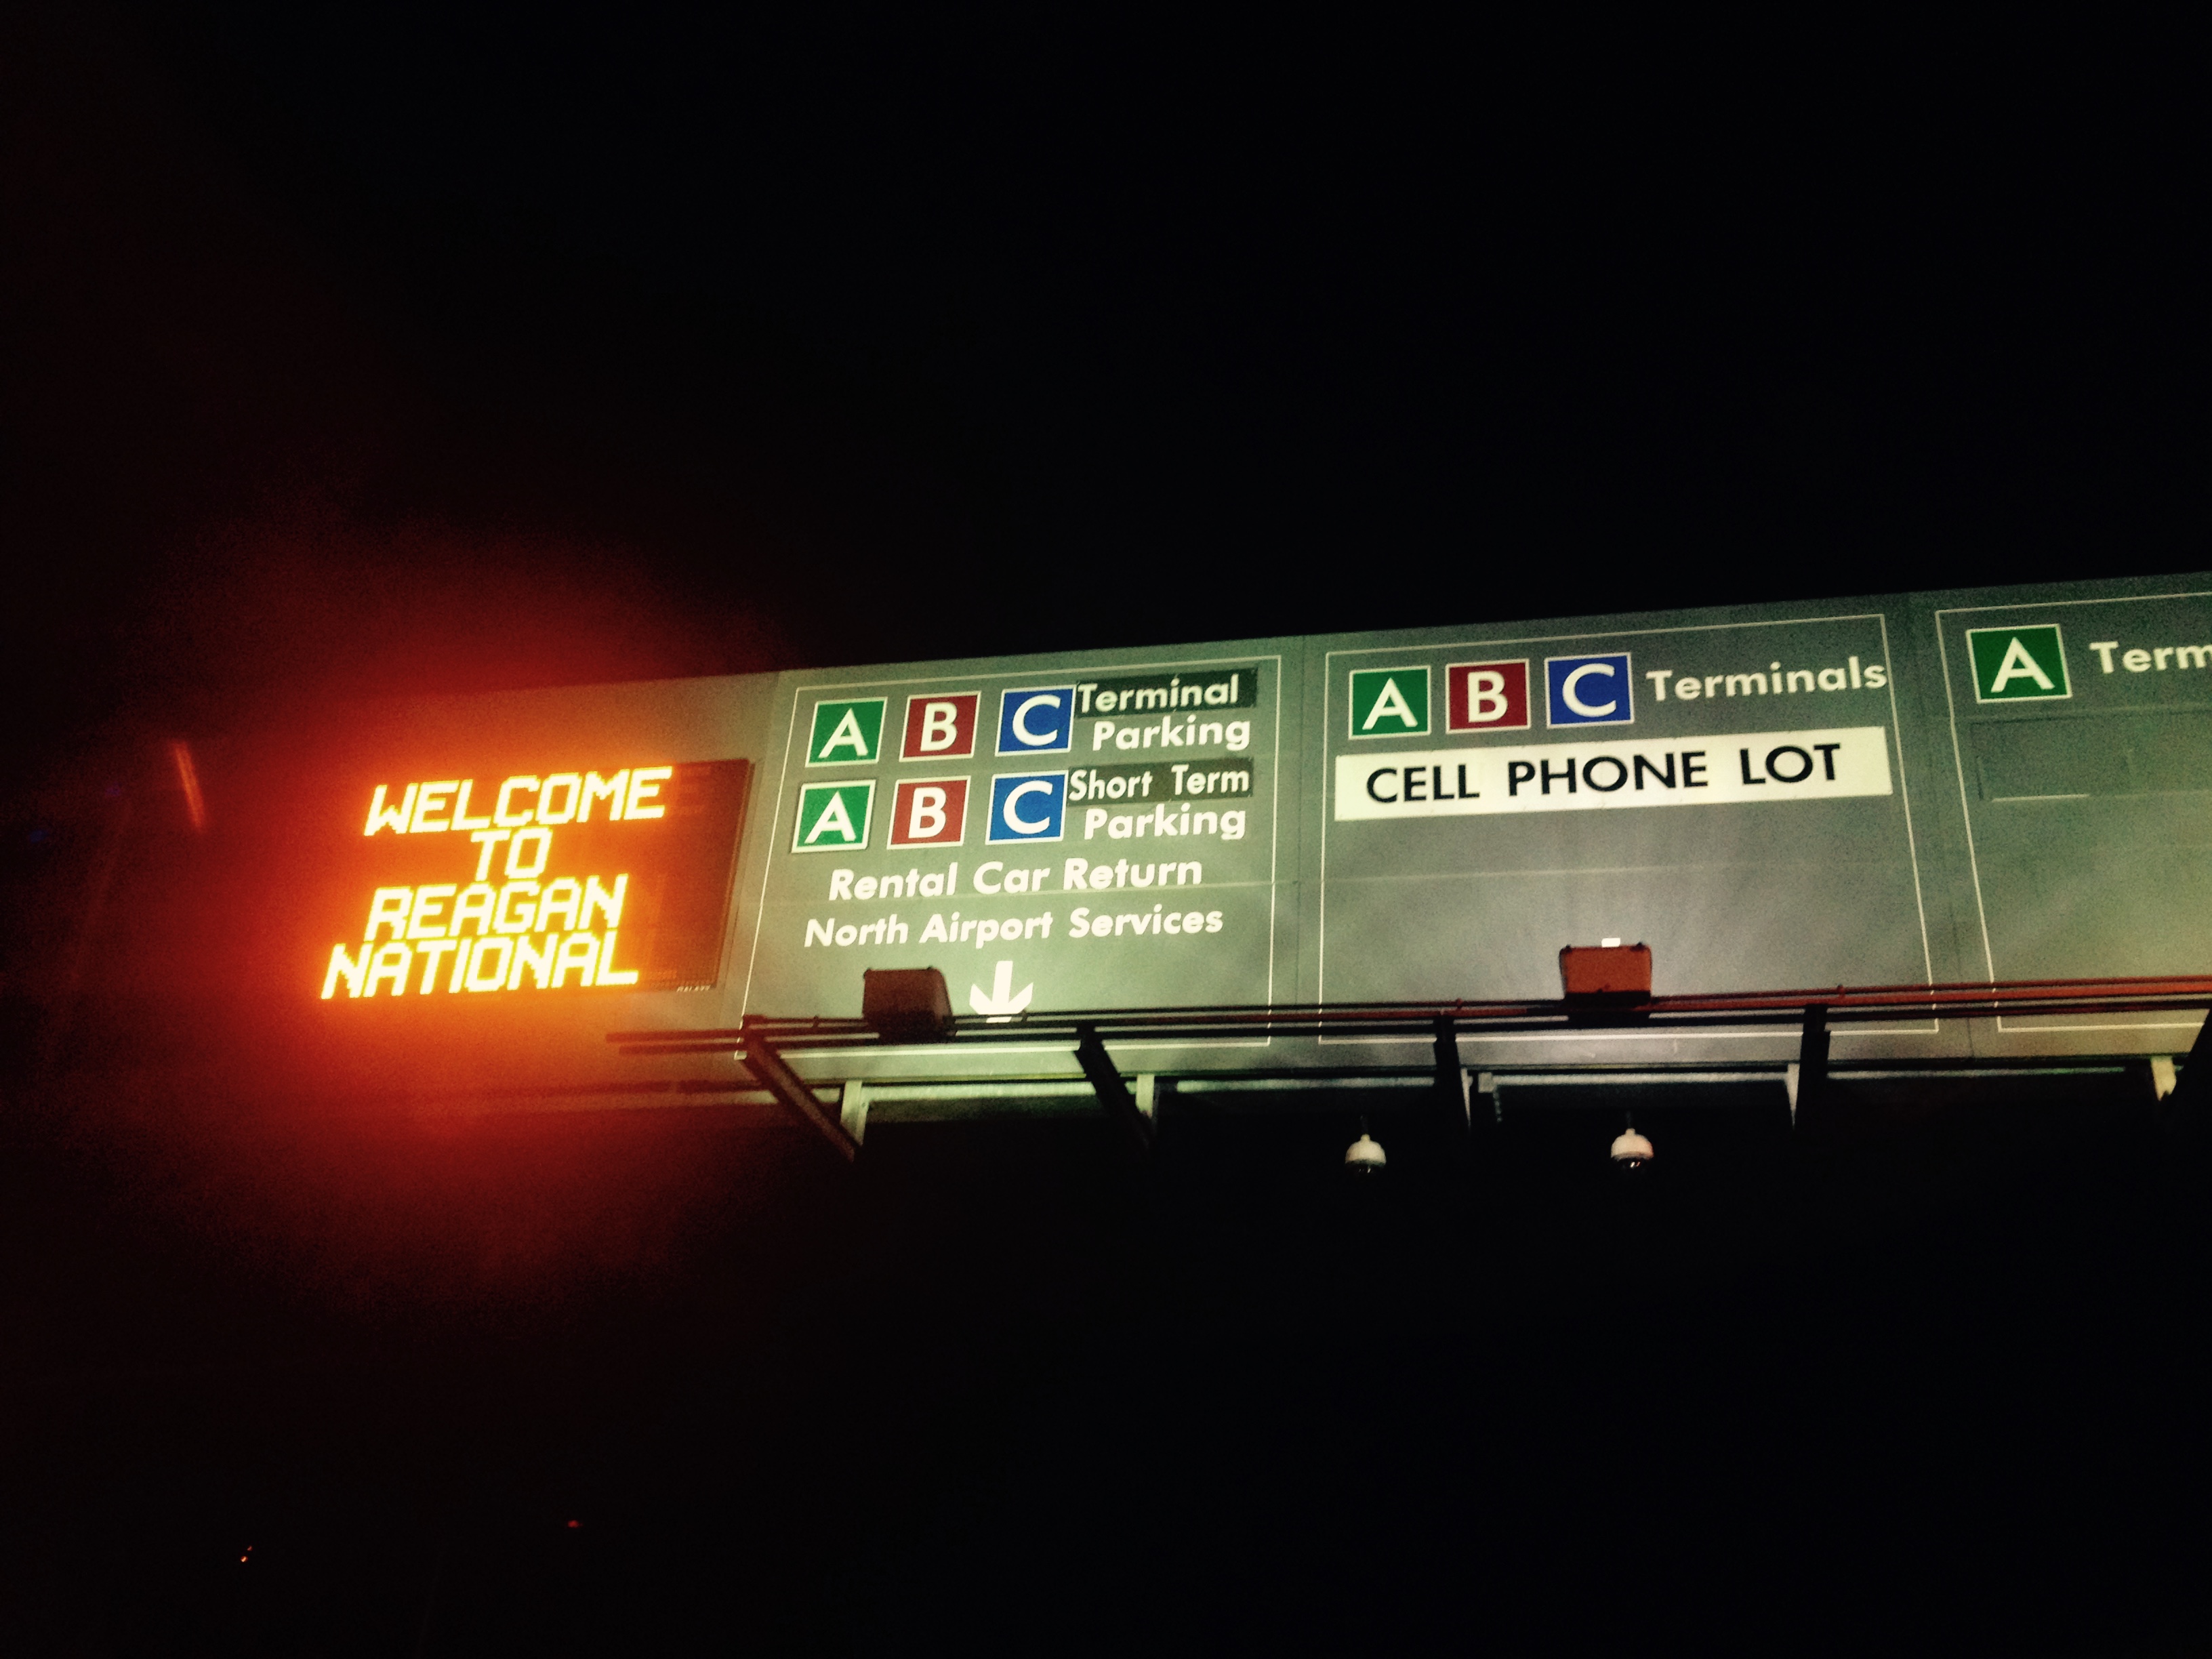 WELCOME
TO
REAGAN
NATIONAL
A B C Terminal
Parking
A B C Short Term
Parking
Rental Car Return
North Airport Services
A B C Terminals
CELL PHONE LOT
A Term